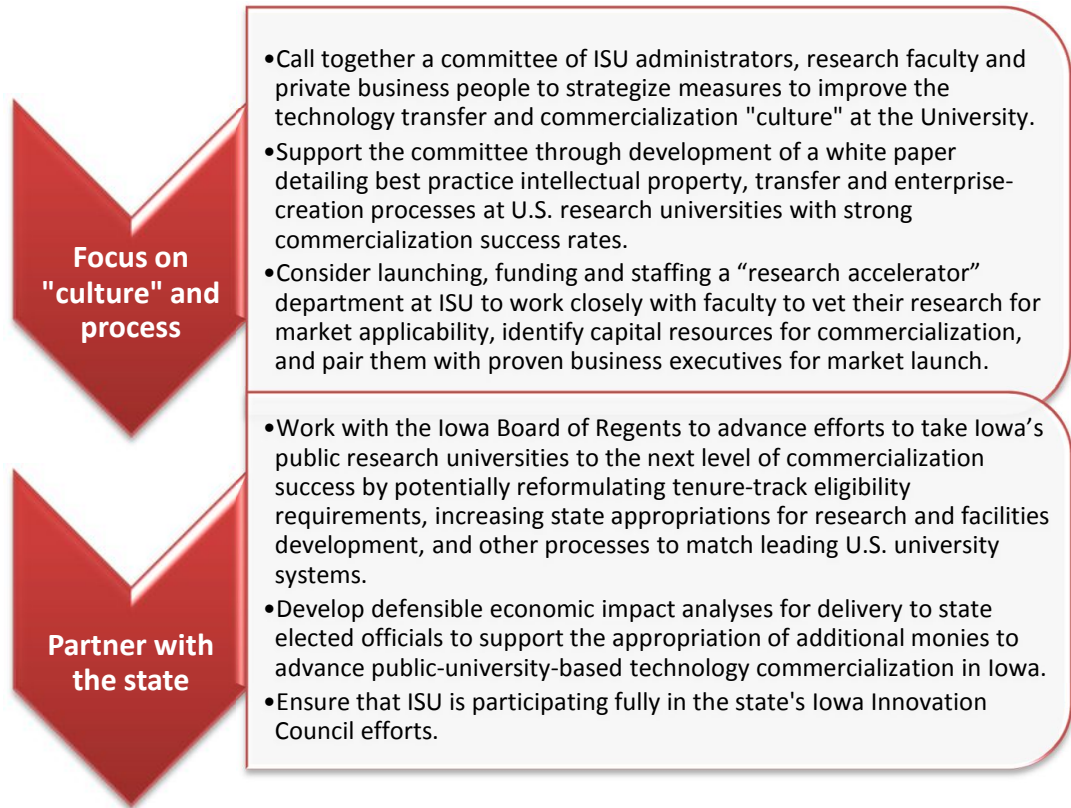 Focus on
"culture" and
process
•Call together a committee of ISU administrators, research faculty and
private business people to strategize measures to improve the
technology transfer and commercialization "culture" at the University.
•Support the committee through development of a white paper
detailing best practice intellectual property, transfer and enterprise-
creation processes at U.S. research universities with strong
commercialization success rates.
•Consider launching, funding and staffing a “research accelerator”
department at ISU to work closely with faculty to vet their research for
market applicability, identify capital resources for commercialization,
and pair them with proven business executives for market launch.
Partner with
the state
•Work with the Iowa Board of Regents to advance efforts to take Iowa’s
public research universities to the next level of commercialization
success by potentially reformulating tenure-track eligibility
requirements, increasing state appropriations for research and facilities
development, and other processes to match leading U.S. university
systems.
•Develop defensible economic impact analyses for delivery to state
elected officials to support the appropriation of additional monies to
advance public-university-based technology commercialization in Iowa.
•Ensure that ISU is participating fully in the state's Iowa Innovation
Council efforts.